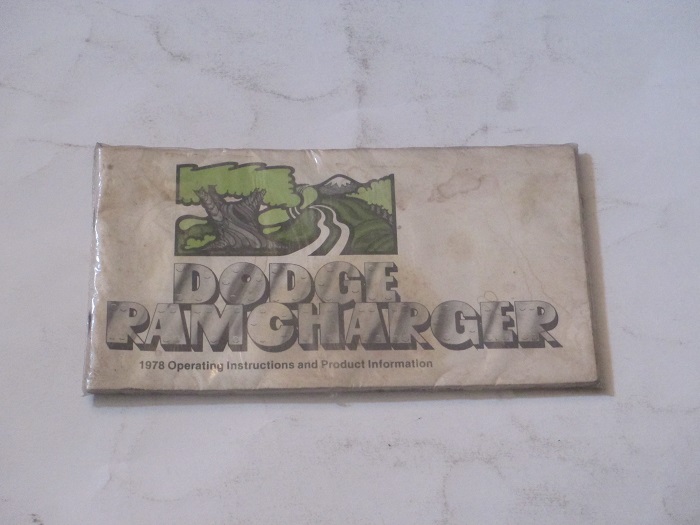 DODGE
RAMCHARGER
1978 Operating Instructions and Product Information